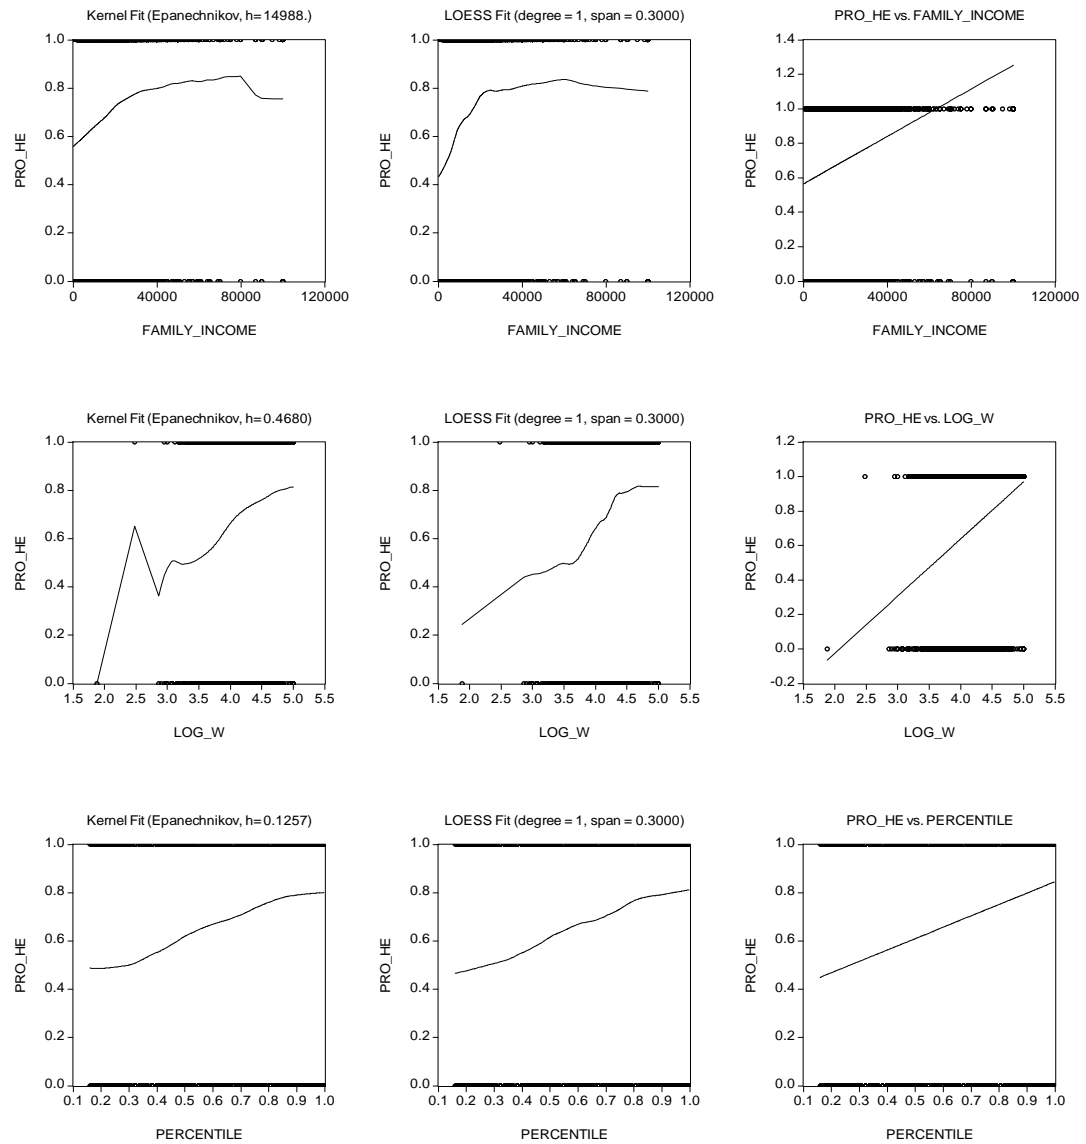 Kernel Fit (Epanechnikov, h= 14988.)
LOESS Fit (degree = 1, span = 0.3000)
PRO_HE vs. FAMILY_INCOME
1.0
0.8
0.6
0.4
0.2
0.0
PRO_HE
0 40000 80000 120000
FAMILY_INCOME
1.0
0.8
0.6
0.4
0.2
0.0
PRO_HE
0 40000 80000 120000
FAMILY_INCOME
1.4
1.2
1.0
0.8
0.6
0.4
0.2
0.0
PRO_HE
0 40000 80000 120000
FAMILY_INCOME
Kernel Fit (Epanechnikov, h= 0.4680)
LOESS Fit (degree = 1, span = 0.3000)
PRO_HE vs. LOG_W
1.0
0.8
0.6
0.4
0.2
0.0
PRO_HE
1.5 2.0 2.5 3.0 3.5 4.0 4.5 5.0 5.5
LOG_W
1.0
0.8
0.6
0.4
0.2
0.0
PRO_HE
1.5 2.0 2.5 3.0 3.5 4.0 4.5 5.0 5.5
LOG_W
1.2
1.0
0.8
0.6
0.4
0.2
0.0
-0.2
PRO_HE
1.5 2.0 2.5 3.0 3.5 4.0 4.5 5.0 5.5
LOG_W
Kernel Fit (Epanechnikov, h= 0.1257)
LOESS Fit (degree = 1, span = 0.3000)
PRO_HE vs. PERCENTILE
1.0
0.8
0.6
0.4
0.2
0.0
PRO_HE
0.1 0.2 0.3 0.4 0.5 0.6 0.7 0.8 0.9 1.0
PERCENTILE
1.0
0.8
0.6
0.4
0.2
0.0
PRO_HE
0.1 0.2 0.3 0.4 0.5 0.6 0.7 0.8 0.9 1.0
PERCENTILE
1.0
0.8
0.6
0.4
0.2
0.0
PRO_HE
0.1 0.2 0.3 0.4 0.5 0.6 0.7 0.8 0.9 1.0
PERCENTILE